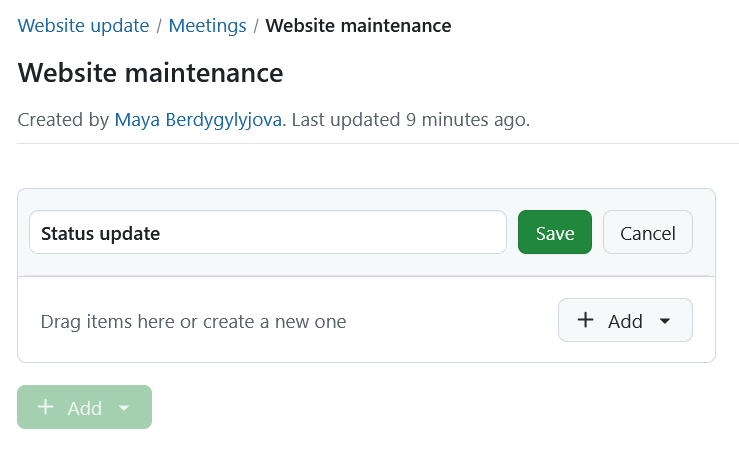 Website update / Meetings / Website maintenance
Website maintenance
Created by Maya Berdygylyjova. Last updated 9 minutes ago.
Status update Save Cancel
Drag items here or create a new one + Add
+ Add